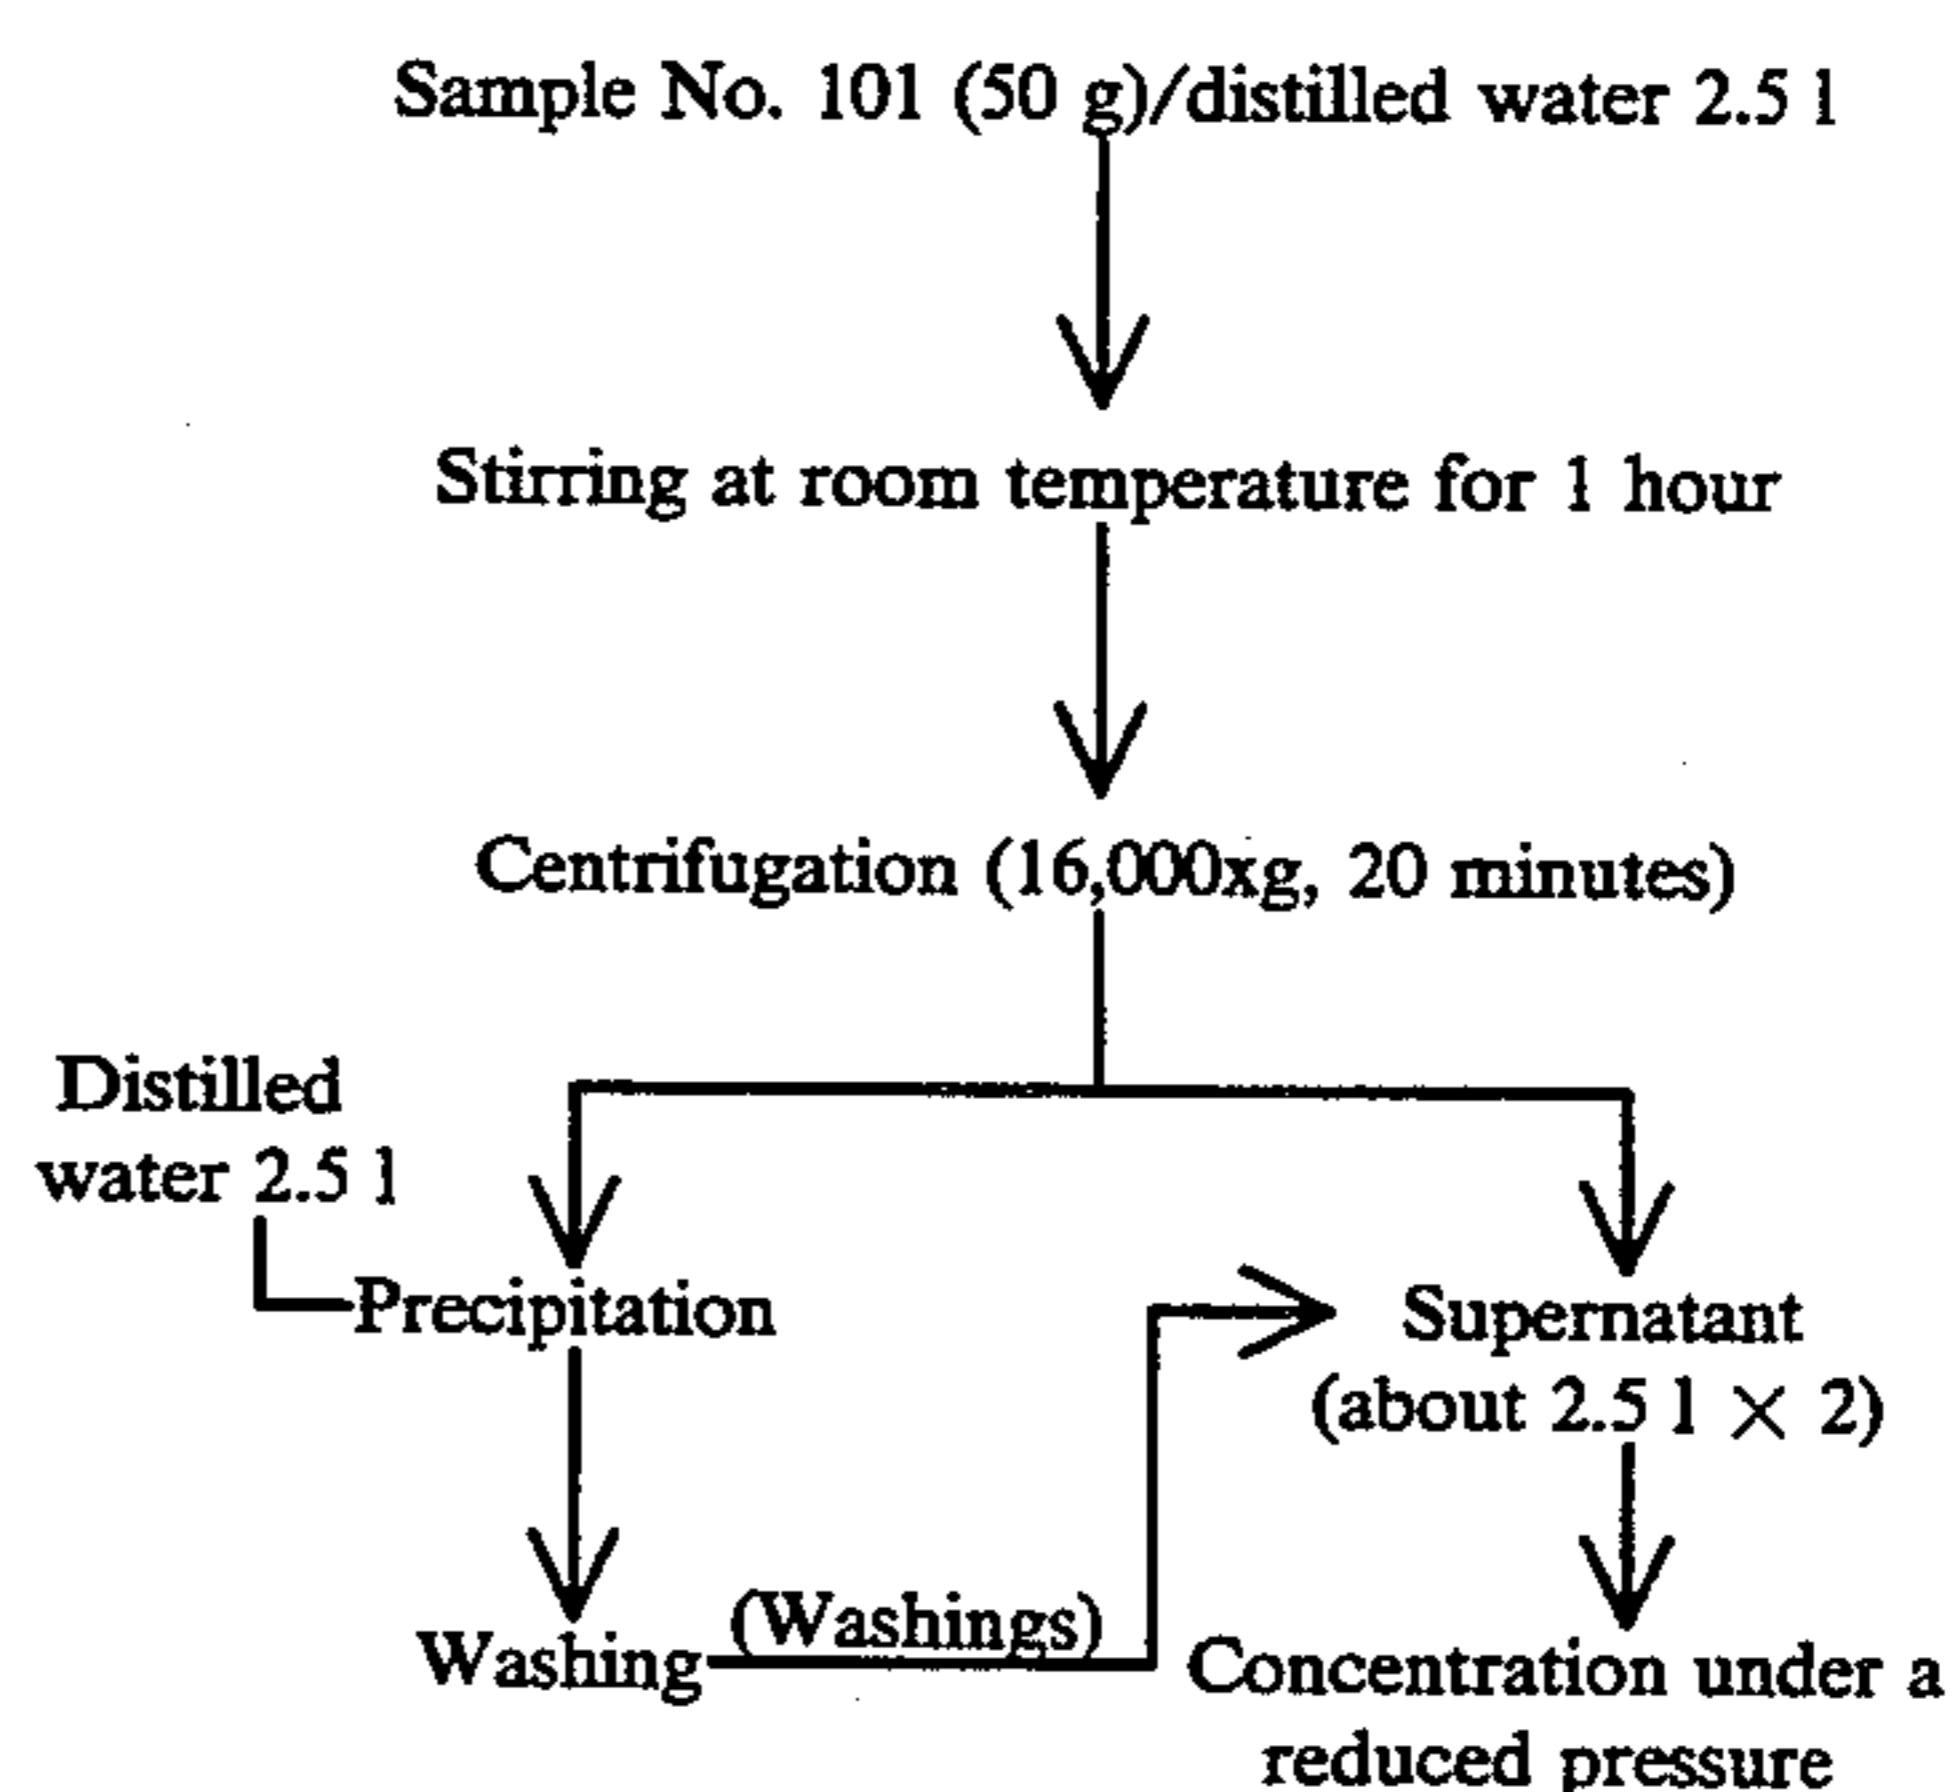 Sample No. 101 (50 g)/distilled water 2.5 l
Stirring at room temperature for 1 hour
Centrifugation (16,000xg, 20 minutes)
Distilled
water 2.5 l
Precipitation
Supernatant
(about 2.5 l × 2)
Washing
(Washings)
Concentration under a
reduced pressure